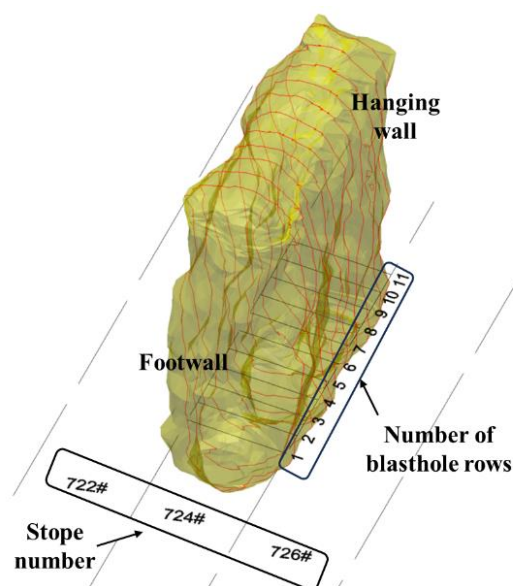 Hanging
wall
Footwall
1 2 3 4 5 6 7 8 9 10 11
Number of
blasthole rows
722# 724# 726#
Stope
number